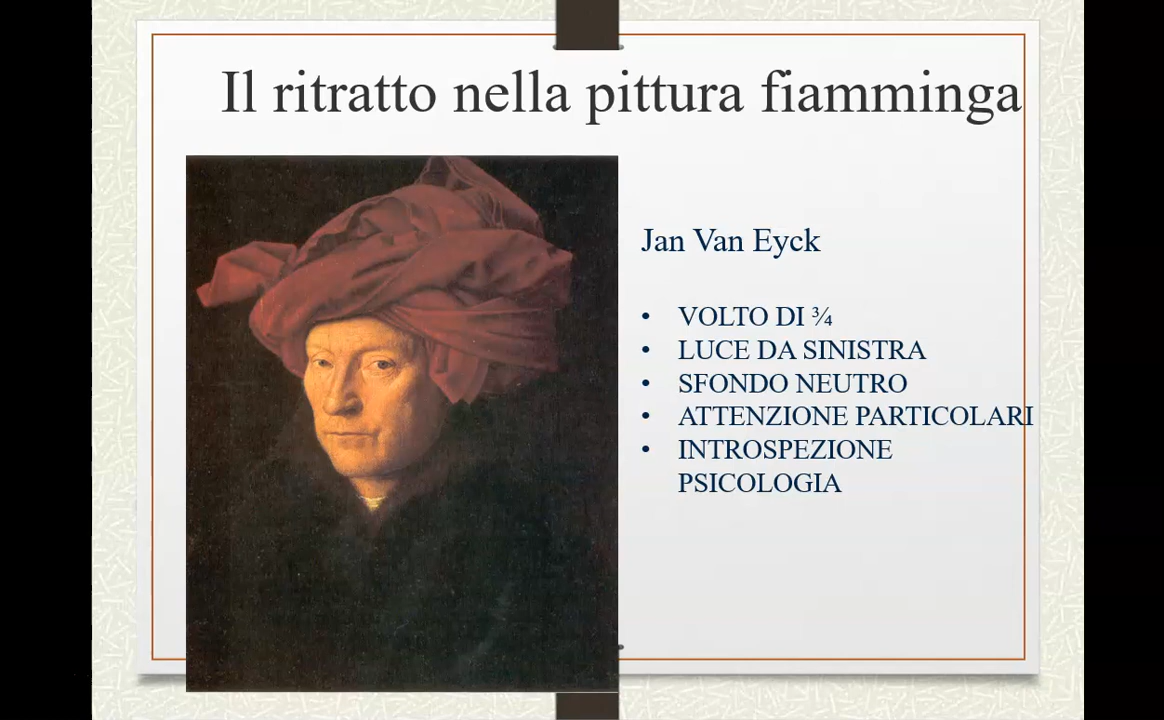 Il ritratto nella pittura fiamminga
Jan Van Eyck
• VOLTO DI ¾
• LUCE DA SINISTRA
• SFONDO NEUTRO
• ATTENZIONE PARTICOLARI
• INTROSPEZIONE
PSICOLOGIA